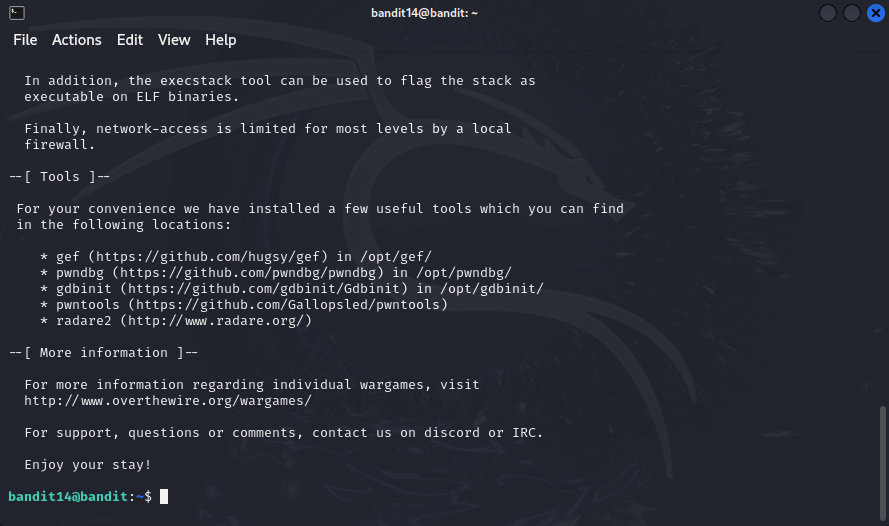 bandit14@bandit: ~
File Actions Edit View Help
In addition, the execstack tool can be used to flag the stack as
executable on ELF binaries.
Finally, network-access is limited for most levels by a local
firewall.
--[ Tools ]--
For your convenience we have installed a few useful tools which you can find
in the following locations:
* gef (https://github.com/hugsy/gef) in /opt/gef/
* pwndbg (https://github.com/pwndbg/pwndbg) in /opt/pwndbg/
* gdbinit (https://github.com/gdbinit/Gdbinit) in /opt/gdbinit/
* pwntools (https://github.com/Gallopsled/pwntools)
* radare2 (http://www.radare.org/)
--[ More information ]--
For more information regarding individual wargames, visit
http://www.overthewire.org/wargames/
For support, questions or comments, contact us on discord or IRC.
Enjoy your stay!
bandit14@bandit:~$